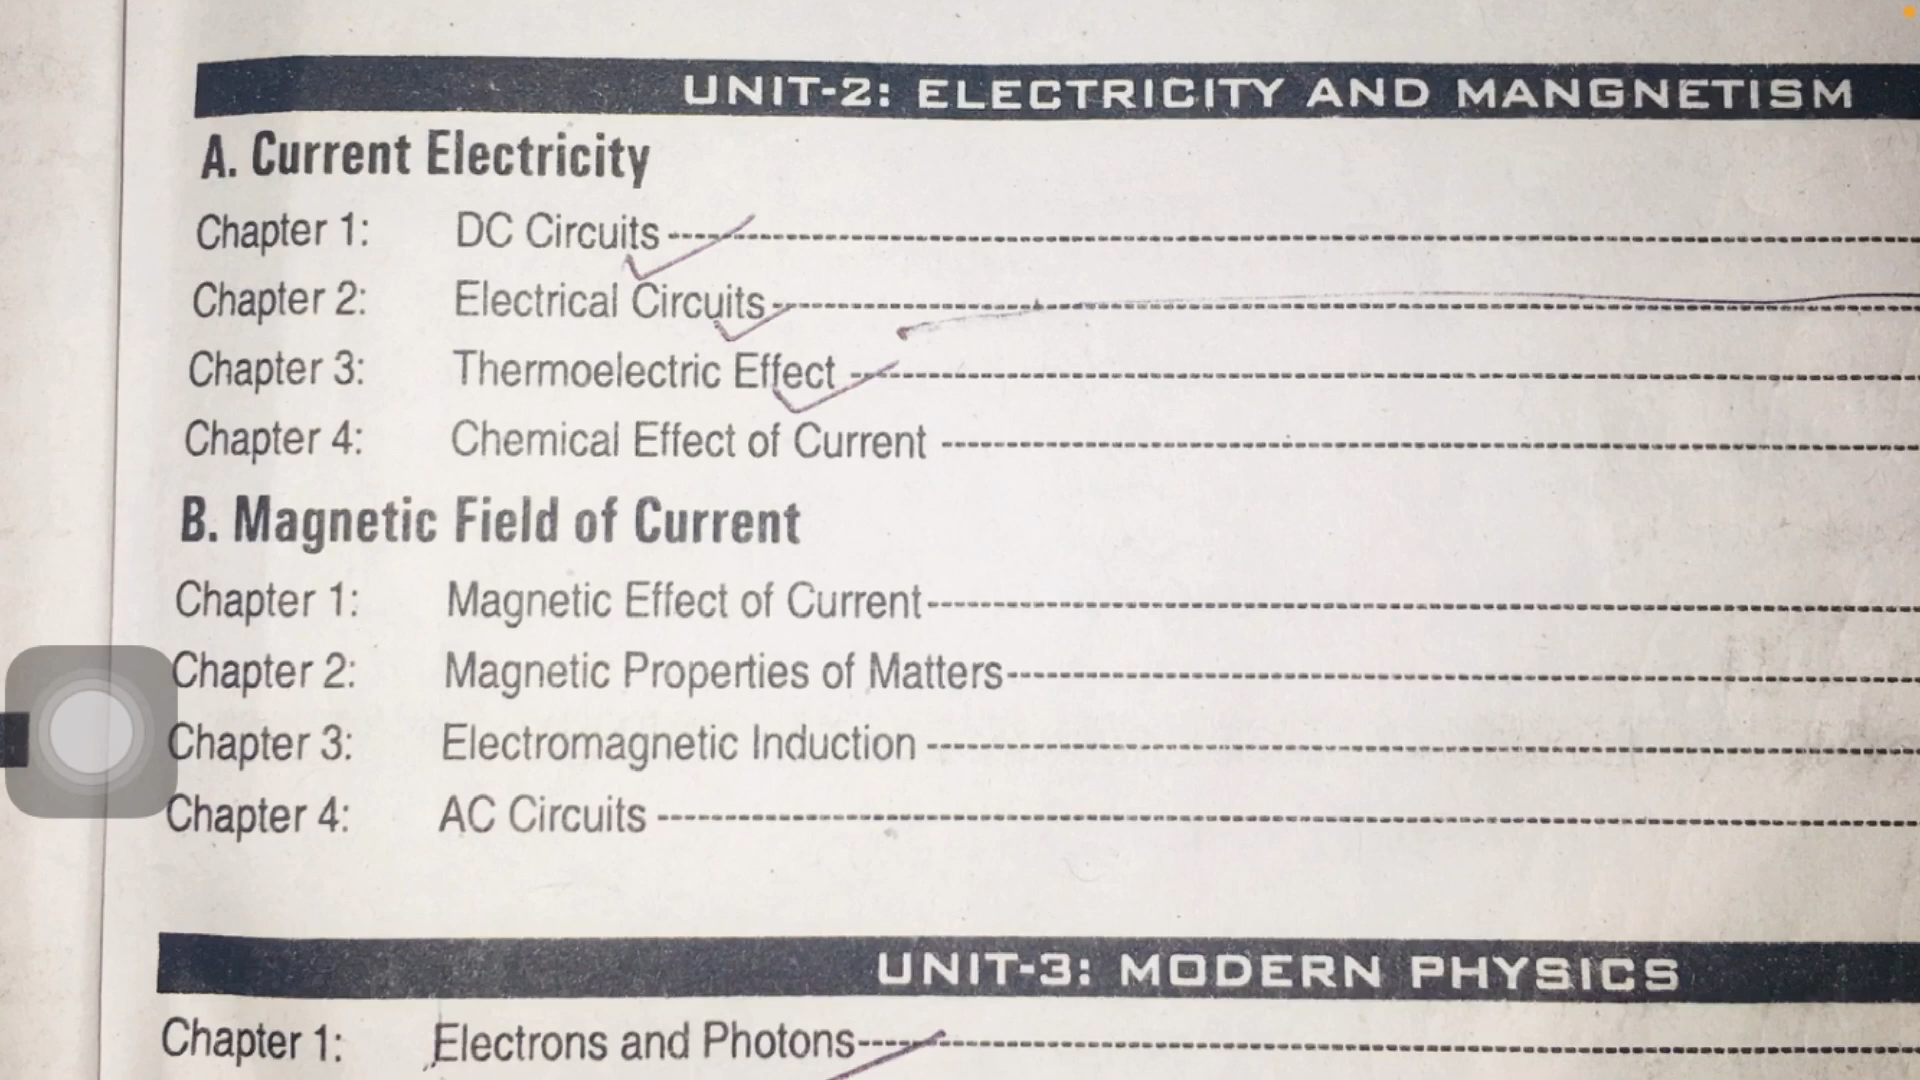 UNIT-2: ELECTRICITY AND MANGNETISM
A. Current Electricity
Chapter 1: DC Circuits
Chapter 2: Electrical Circuits
Chapter 3: Thermoelectric Effect
Chapter 4: Chemical Effect of Current
B. Magnetic Field of Current
Chapter 1: Magnetic Effect of Current
Chapter 2: Magnetic Properties of Matters
Chapter 3: Electromagnetic Induction
Chapter 4: AC Circuits
UNIT-3: MODERN PHYSICS
Chapter 1: Electrons and Photons